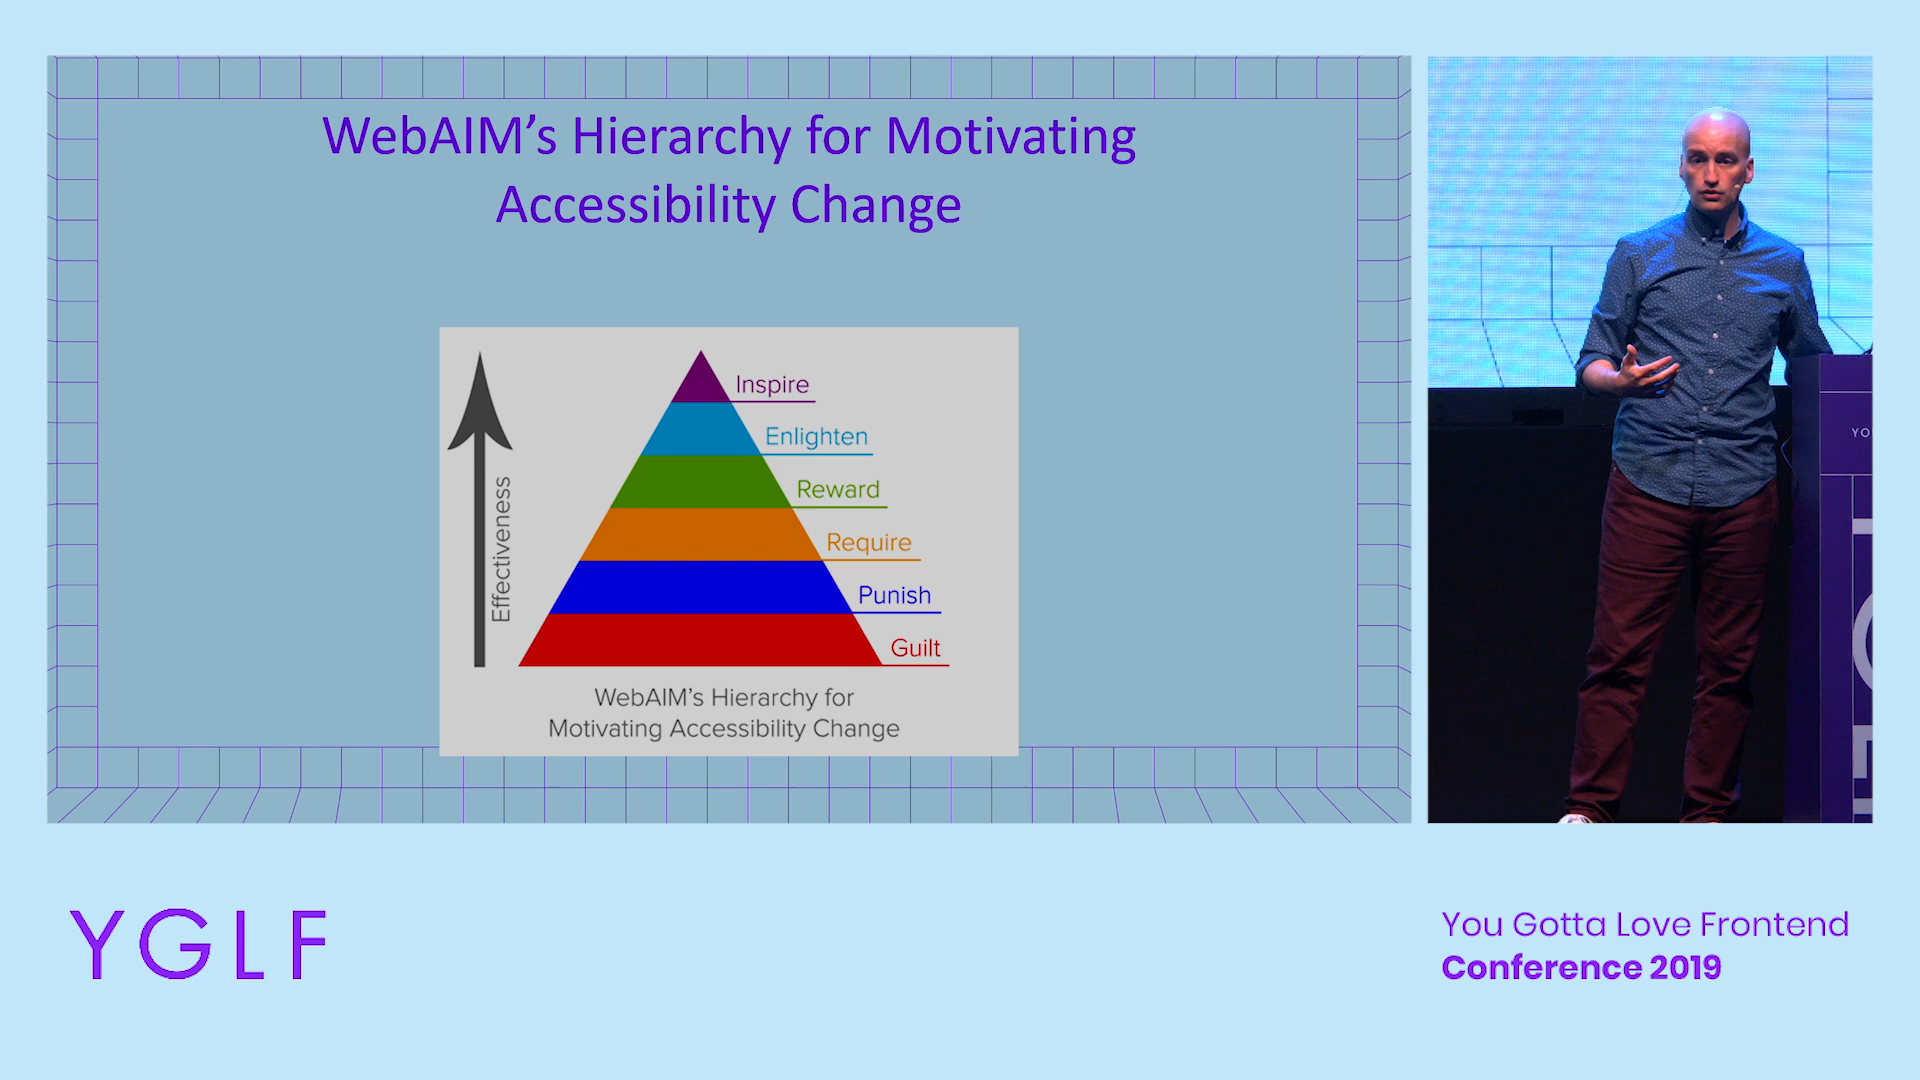 WebAIM’s Hierarchy for Motivating
Accessibility Change
Inspire
Enlighten
Reward
Require
Punish
Guilt
Effectiveness
WebAIM’s Hierarchy for
Motivating Accessibility Change
YO
YGLF
You Gotta Love Frontend
Conference 2019